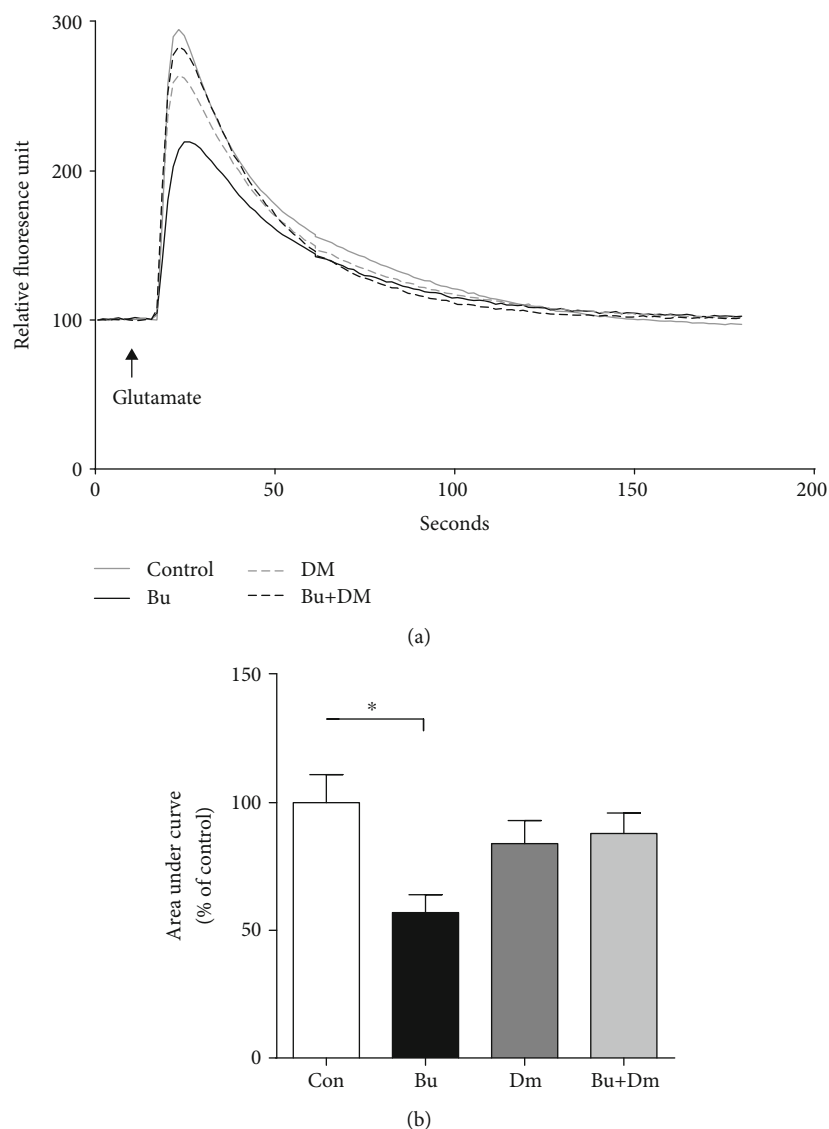 300
200
100
0
Relative fluoresence unit
Glutamate
0 50 100 150 200
Seconds
Control DM
Bu Bu+DM
(a)
150
100
50
0
Area under curve
(% of control)
*
Con Bu Dm Bu+Dm
(b)